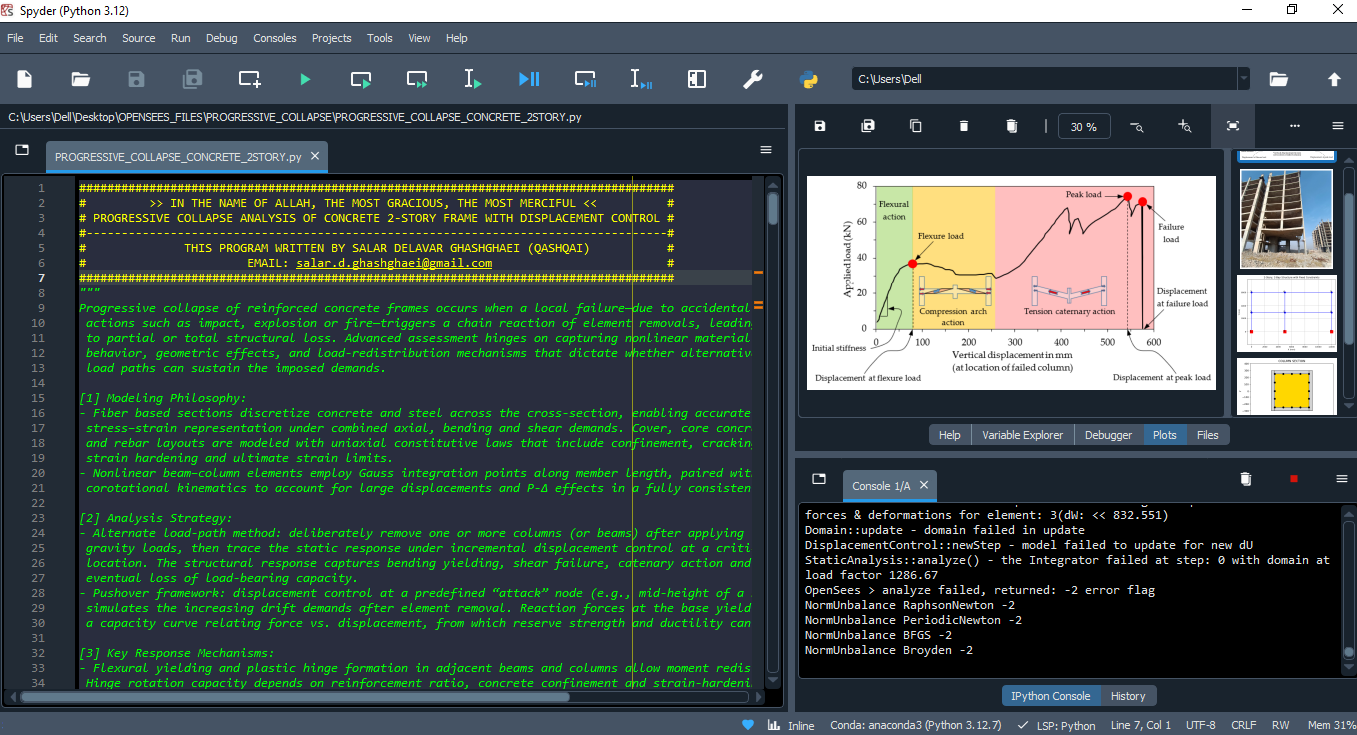 Spyder (Python 3.12)
File Edit Search Source Run Debug Consoles Projects Tools View Help
C:\Users\Dell
C:\Users\Dell\Desktop\OPENSEES_FILES\PROGRESSIVE_COLLAPSE\PROGRESSIVE_COLLAPSE_CONCRETE_2STORY.py
PROGRESSIVE_COLLAPSE_CONCRETE_2STORY.py
1 ####################################################################################
2 # >> IN THE NAME OF ALLAH, THE MOST GRACIOUS, THE MOST MERCIFUL << #
3 # PROGRESSIVE COLLAPSE ANALYSIS OF CONCRETE 2-STORY FRAME WITH DISPLACEMENT CONTROL #
4 #----------------------------------------------------------------------------------#
5 # THIS PROGRAM WRITTEN BY SALAR DELAVAR GHASHGHAEI (QASHQAI) #
6 # EMAIL: salar.d.ghashghaei@gmail.com #
7 ####################################################################################
8 """
9 Progressive collapse of reinforced concrete frames occurs when a local failure—due to accidental
10 actions such as impact, explosion or fire—triggers a chain reaction of element removals, leadin
11 to partial or total structural loss. Advanced assessment hinges on capturing nonlinear material
12 behavior, geometric effects, and load-redistribution mechanisms that dictate whether alternativ
13 load paths can sustain the imposed demands.
14
15 [1] Modeling Philosophy:
16 - Fiber based sections discretize concrete and steel across the cross-section, enabling accurate
17 stress–strain representation under combined axial, bending and shear demands. Cover, core concr
18 and rebar layouts are modeled with uniaxial constitutive laws that include confinement, crackin
19 strain hardening and ultimate strain limits.
20 - Nonlinear beam–column elements employ Gauss integration points along member length, paired wit
21 corotational kinematics to account for large displacements and P-Δ effects in a fully consisten
22
23 [2] Analysis Strategy:
24 - Alternate load-path method: deliberately remove one or more columns (or beams) after applying
25 gravity loads, then trace the static response under incremental displacement control at a criti
26 location. The structural response captures bending yielding, shear failure, catenary action and
27 eventual loss of load-bearing capacity.
28 - Pushover framework: displacement control at a predefined “attack” node (e.g., mid-height of a
29 simulates the increasing drift demands after element removal. Reaction forces at the base yield
30 a capacity curve relating force vs. displacement, from which reserve strength and ductility can
31
32 [3] Key Response Mechanisms:
33 - Flexural yielding and plastic hinge formation in adjacent beams and columns allow moment redis
34 Hinge rotation capacity depends on reinforcement ratio, concrete confinement and strain-hardeni
30 %
Applied load (kN)
80
60
40
20
0
Flexural action
Flexure load
Peak load
Failure load
Displacement at failure load
Compression arch action
Tension caternary action
Initial stiffness
0 100 200 300 400 500 600
Vertical displacement in mm
(at location of failed column)
Displacement at flexure load
Displacement at peak load
COLUMN SECTION
Help Variable Explorer Debugger Plots Files
Console 1/A
forces & deformations for element: 3(dW: << 832.551)
Domain::update - domain failed in update
DisplacementControl::newStep - model failed to update for new dU
StaticAnalysis::analyze() - the Integrator failed at step: 0 with domain at
load factor 1286.67
OpenSees > analyze failed, returned: -2 error flag
NormUnbalance RaphsonNewton -2
NormUnbalance PeriodicNewton -2
NormUnbalance BFGS -2
NormUnbalance Broyden -2
IPython Console History
Inline Conda: anaconda3 (Python 3.12.7) LSP: Python Line 7, Col 1 UTF-8 CRLF RW Mem 31%